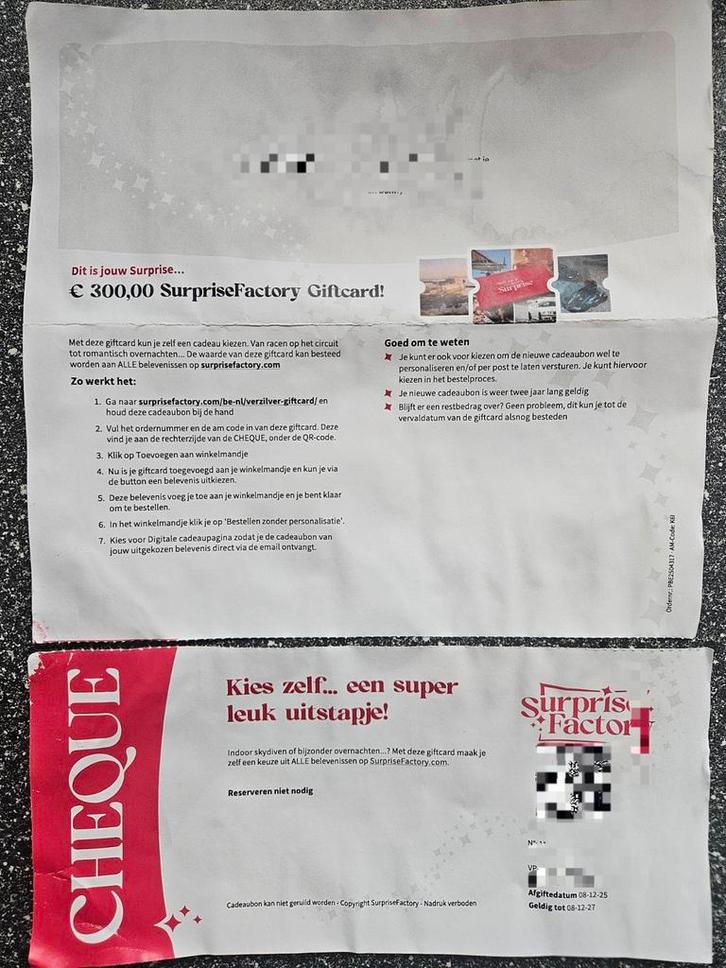 Dit is jouw Surprise...
€ 300,00 SurpriseFactory Giftcard!
Met deze giftcard kun je zelf een cadeau kiezen. Van racen op het circuit
tot romantisch overnachten... De waarde van deze giftcard kan besteed
worden aan ALLE belevenissen op surprisefactory.com
Zo werkt het:
1. Ga naar surprisefactory.com/be-nl/verzilver-giftcard/ en
houd deze cadeaubon bij de hand
2. Vul het ordernummer en de am code in van deze giftcard. Deze
vind je aan de rechterzijde van de CHEQUE, onder de QR-code.
3. Klik op Toevoegen aan winkelmandje
4. Nu is je giftcard toegevoegd aan je winkelmandje en kun je via
de button een belevenis uitkiezen.
5. Deze belevenis voeg je toe aan je winkelmandje en je bent klaar
om te bestellen.
6. In het winkelmandje klik je op 'Bestellen zonder personalisatie'.
7. Kies voor Digitale cadeaupagina zodat je de cadeaubon van
jouw uitgekozen belevenis direct via de email ontvangt.
Goed om te weten
Je kunt er ook voor kiezen om de nieuwe cadeaubon wel te
personaliseren en/of per post te laten versturen. Je kunt hiervoor
kiezen in het bestelproces.
Je nieuwe cadeaubon is weer twee jaar lang geldig
Blijft er een restbedrag over? Geen probleem, dit kun je tot de
vervaldatum van de giftcard alsnog besteden
Ordernr.: PBE2504317 - AM-Code: KBI
CHEQUE
Kies zelf... een super
leuk uitstapje!
Indoor skydiven of bijzonder overnachten...? Met deze giftcard maak je
zelf een keuze uit ALLE belevenissen op SurpriseFactory.com.
Reserveren niet nodig
Cadeaubon kan niet geruild worden - Copyright SurpriseFactory - Nadruk verboden
Surprise
Factory
Afgiftedatum 08-12-25
Geldig tot 08-12-27